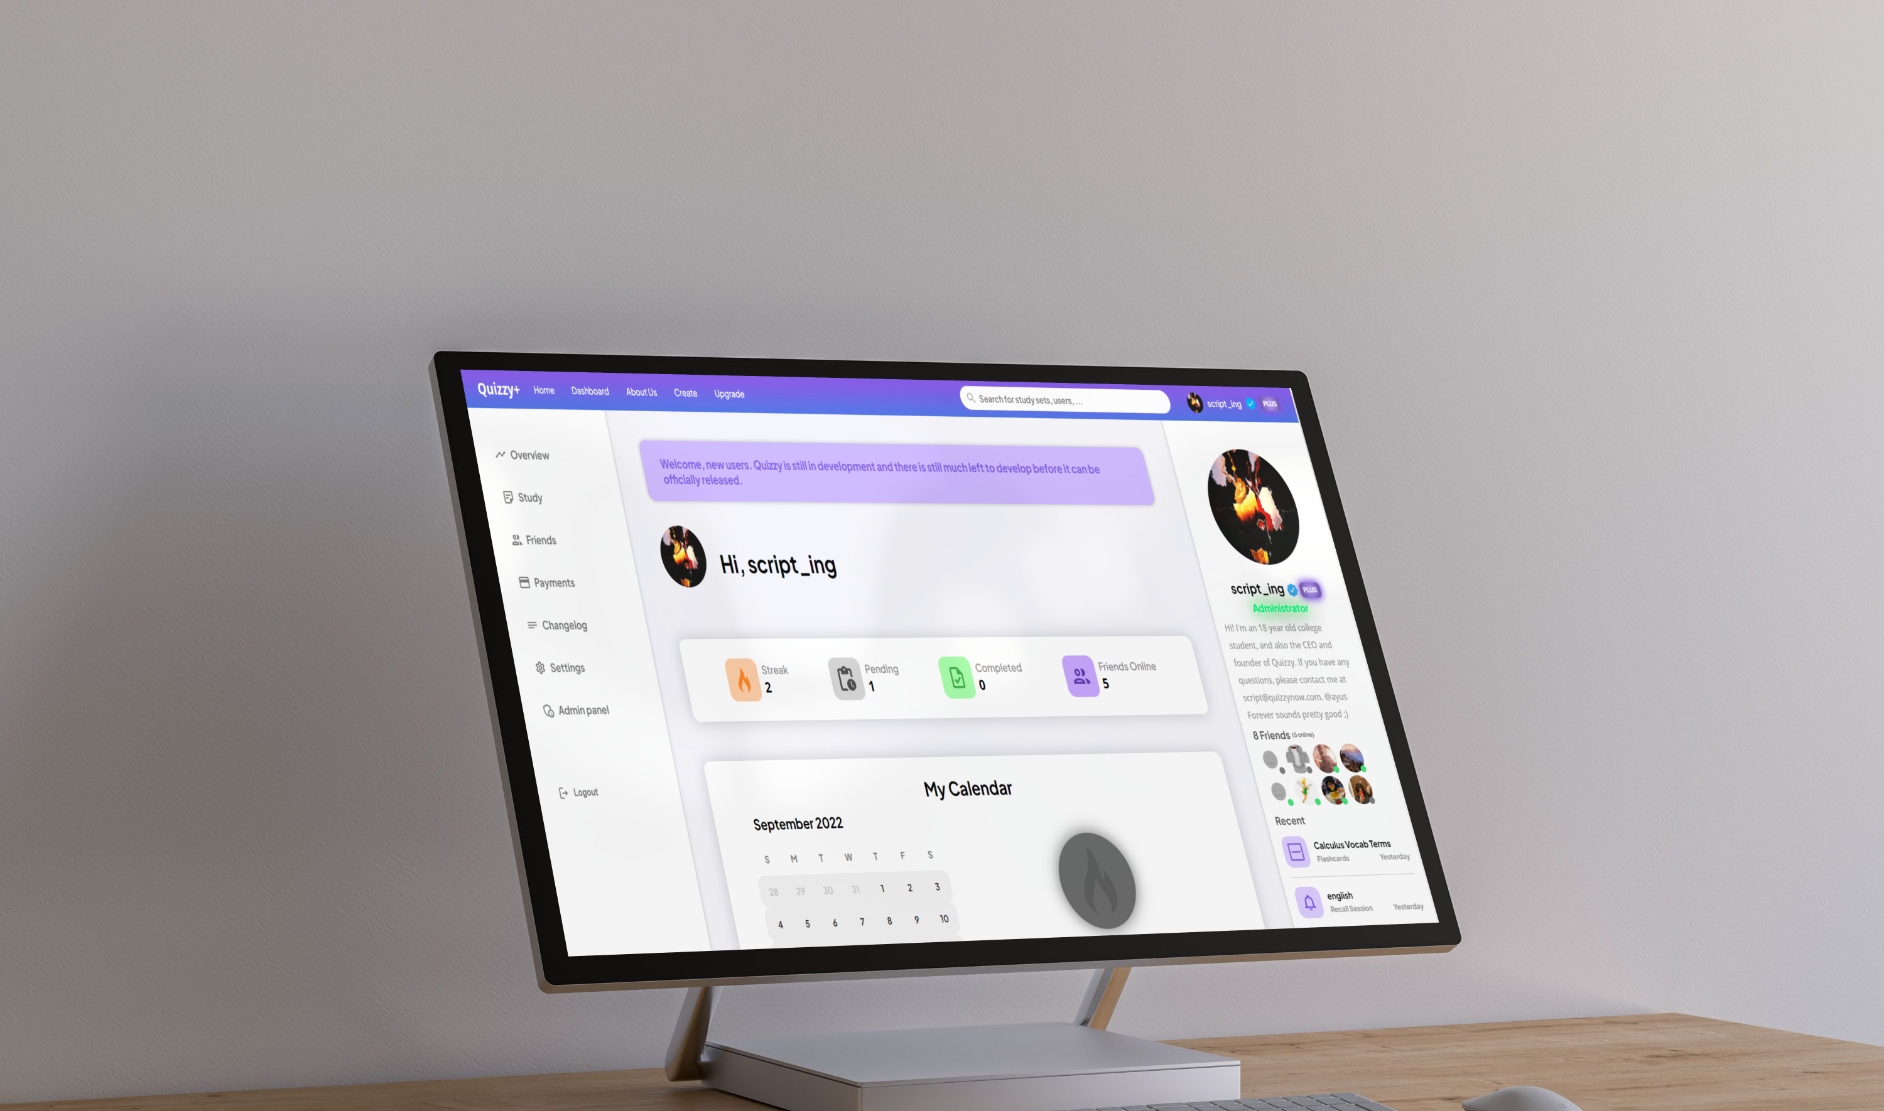 Quizzy+ Home Dashboard About Us Create Upgrade Search for study sets, users, ... script_ing PLUS
Overview
Study
Friends
Payments
Changelog
Settings
Admin panel
Logout
Welcome, new users. Quizzy is still in development and there is still much left to develop before it can be
officially released.
Hi, script_ing
Streak
2
Pending
1
Completed
0
Friends Online
5
My Calendar
September 2022
S M T W T F S
28 29 30 31 1 2 3
4 5 6 7 8 9 10
script_ing PLUS
Administrator
Hi! I'm an 18 year old college
student, and also the CEO and
founder of Quizzy. If you have any
questions, please contact me at
script@quizzynow.com. @ayus
Forever sounds pretty good ;)
8 Friends (5 online)
Recent
Calculus Vocab Terms
Flashcards Yesterday
english
Recall Session Yesterday